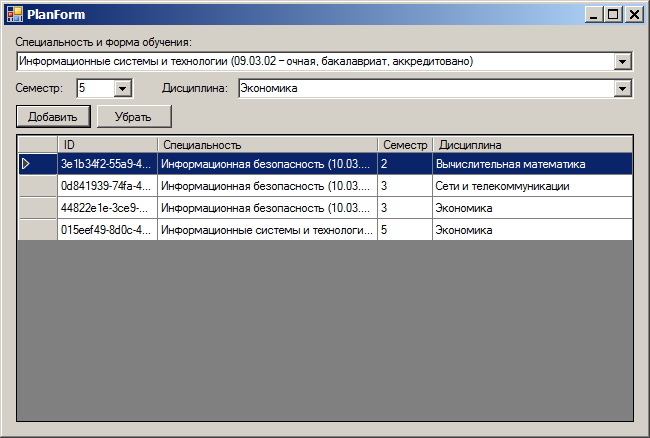 PlanForm
Специальность и форма обучения:
Информационные системы и технологии (09.03.02 – очная, бакалавриат, аккредитовано)
Семестр: 5 Дисциплина: Экономика
Добавить Убрать
ID Специальность Семестр Дисциплина
3e1b34f2-55a9-4... Информационная безопасность (10.03.... 2 Вычислительная математика
0d841939-74fa-4... Информационная безопасность (10.03.... 3 Сети и телекоммуникации
44822e1e-3ce9-... Информационная безопасность (10.03.... 3 Экономика
015eef49-8d0c-4... Информационные системы и технологи... 5 Экономика